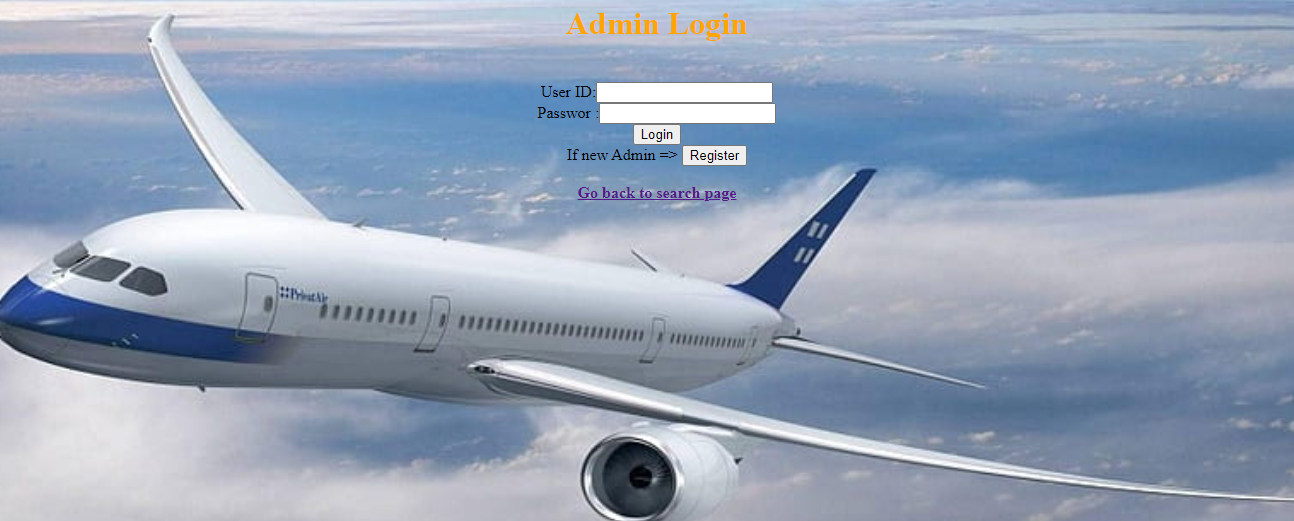 Admin Login
User ID:
Passwor :
Login
If new Admin => Register
Go back to search page
PrivatAir